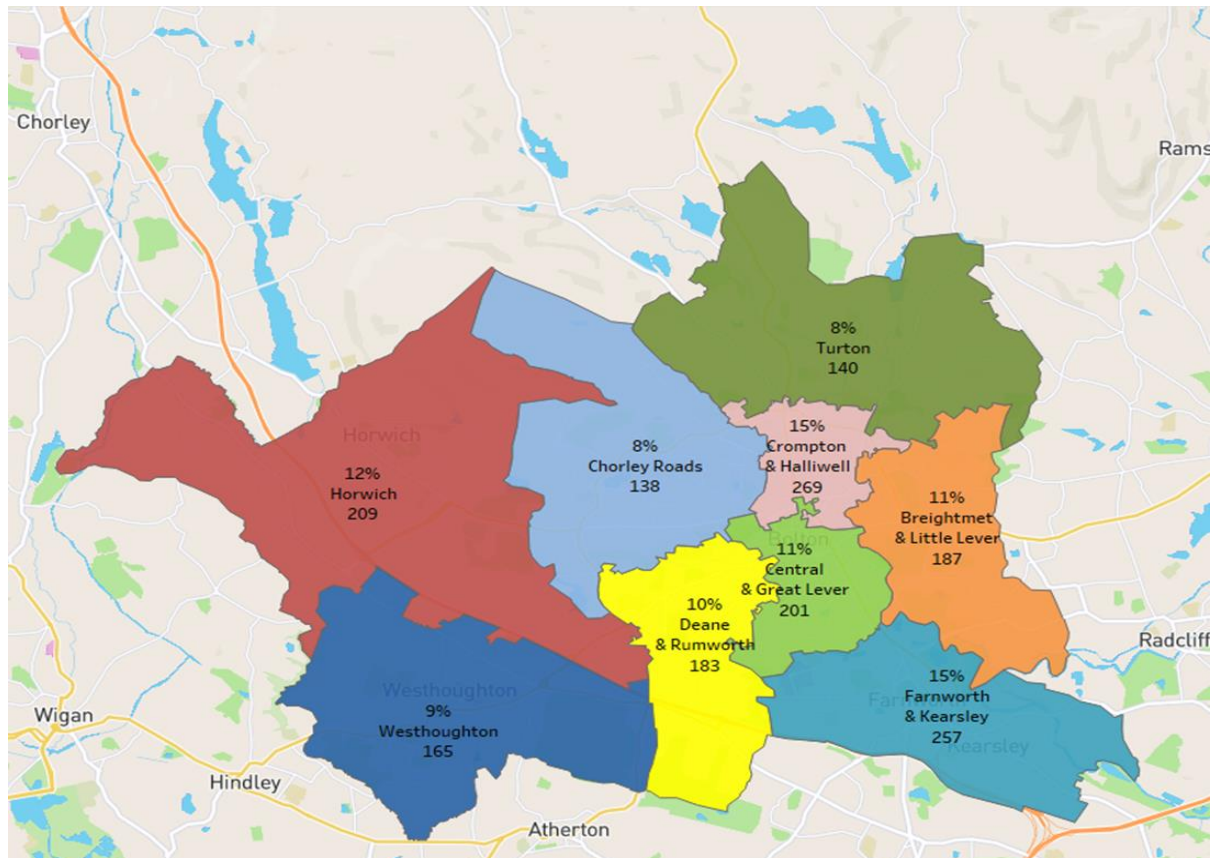 Chorley
Rams
8%
Turton
140
Horwich
12%
Horwich
209
8%
Chorley Roads
138
15%
Crompton
& Halliwell
269
11%
Breightmet
& Little Lever
187
Bolton
11%
Central
& Great Lever
201
10%
Deane
& Rumworth
183
Radcliff
Westhoughton
9%
Westhoughton
165
15%
Farnworth
Farnworth
& Kearsley
257
Kearsley
Wigan
Hindley
Atherton